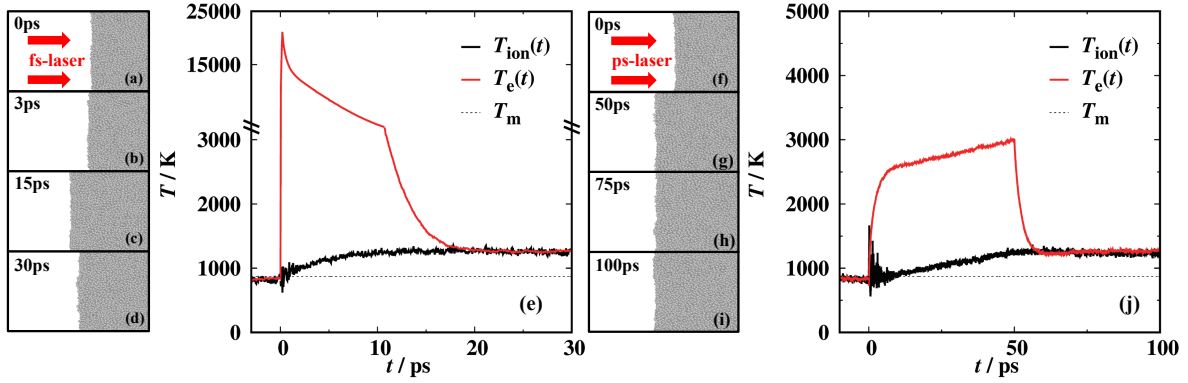 0ps
fs-laser
(a)
3ps
(b)
15ps
(c)
30ps
(d)
T / K
25000
15000
3000
2000
1000
0
T_ion(t)
T_e(t)
T_m
(e)
0 10 20 30
t / ps
0ps
ps-laser
(f)
50ps
(g)
75ps
(h)
100ps
(i)
T / K
5000
4000
3000
2000
1000
0
T_ion(t)
T_e(t)
T_m
(j)
0 50 100
t / ps